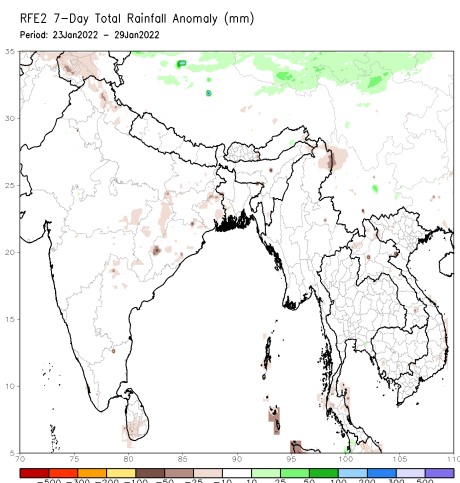 RFE2 7-Day Total Rainfall Anomaly (mm)
Period: 23Jan2022 - 29Jan2022
35
30
25
20
15
10
5
70 75 80 85 90 95 100 105 110
-500 -300 -200 -100 -50 -25 -10 10 25 50 100 200 300 500